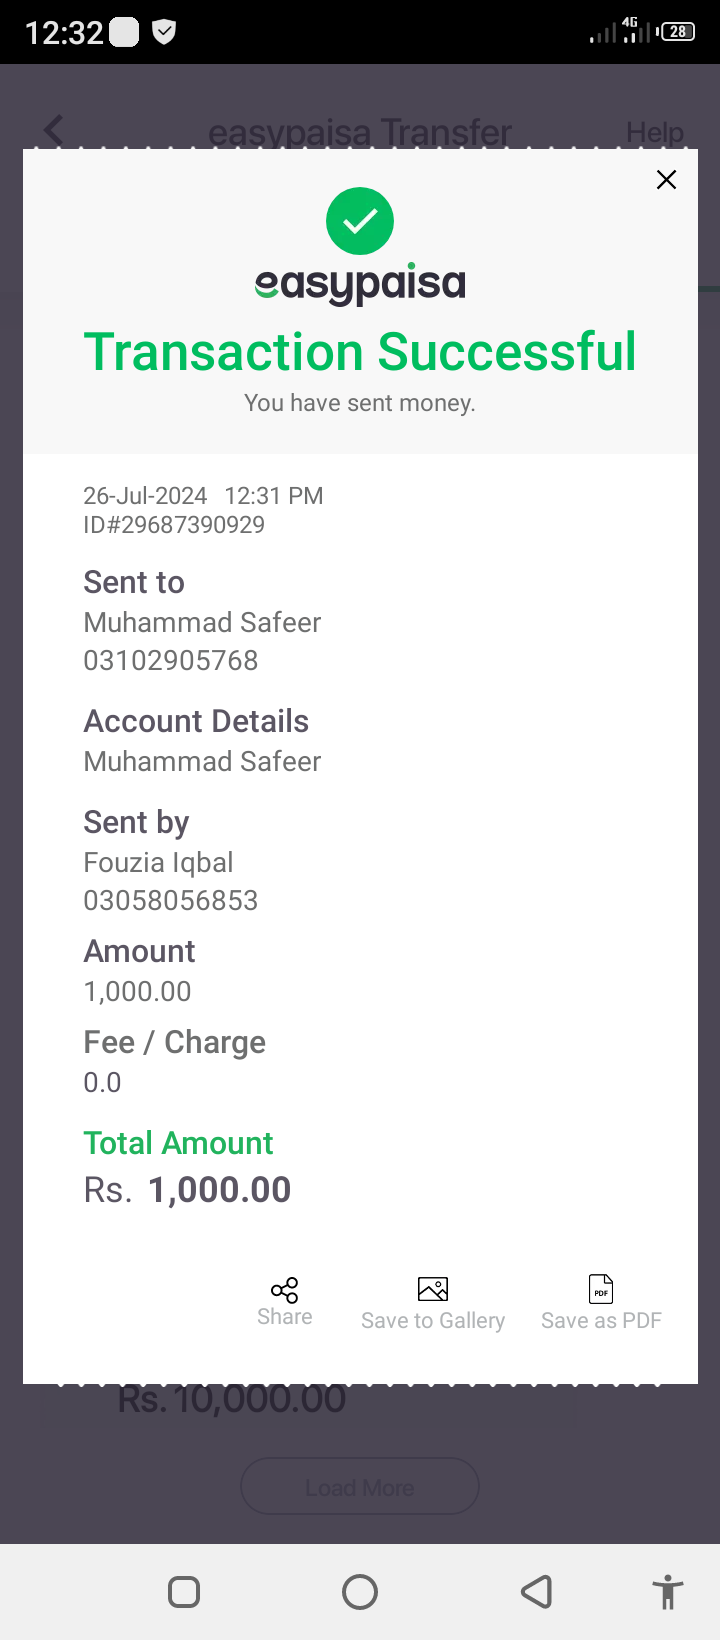 12:32
4G
28
easypaisa Transfer
Help
easypaisa
Transaction Successful
You have sent money.
26-Jul-2024 12:31 PM
ID#29687390929
Sent to
Muhammad Safeer
03102905768
Account Details
Muhammad Safeer
Sent by
Fouzia Iqbal
03058056853
Amount
1,000.00
Fee / Charge
0.0
Total Amount
Rs. 1,000.00
PDF
Share
Save to Gallery
Save as PDF
Rs. 10,000.00
Load More